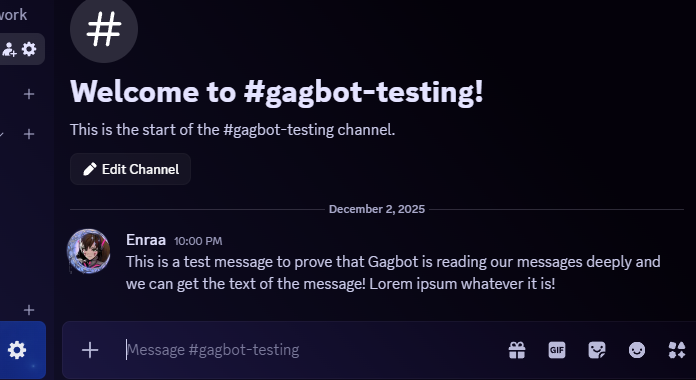 work
#
Welcome to #gagbot-testing!
This is the start of the #gagbot-testing channel.
Edit Channel
December 2, 2025
Enraa 10:00 PM
This is a test message to prove that Gagbot is reading our messages deeply and
we can get the text of the message! Lorem ipsum whatever it is!
Message #gagbot-testing
GIF